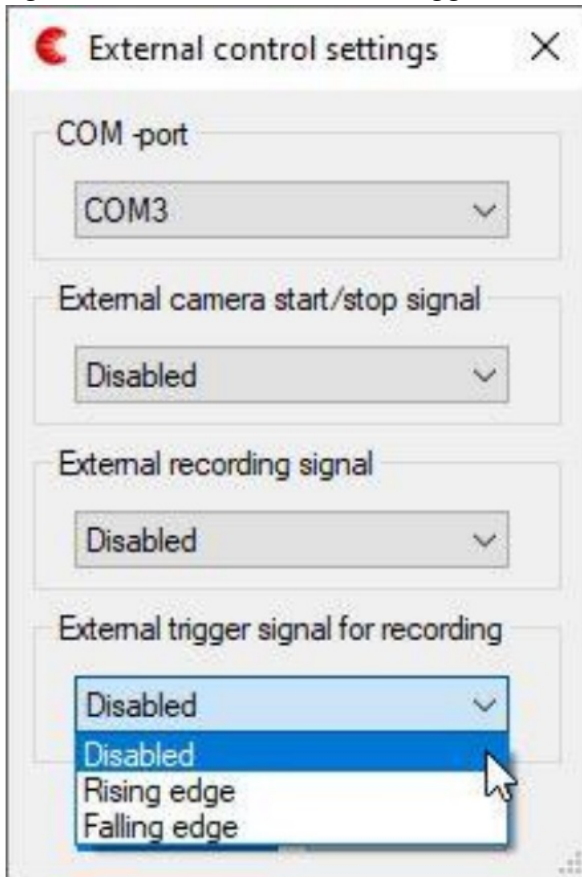 External control settings
COM -port
COM3
External camera start/stop signal
Disabled
External recording signal
Disabled
External trigger signal for recording
Disabled
Disabled
Rising edge
Falling edge